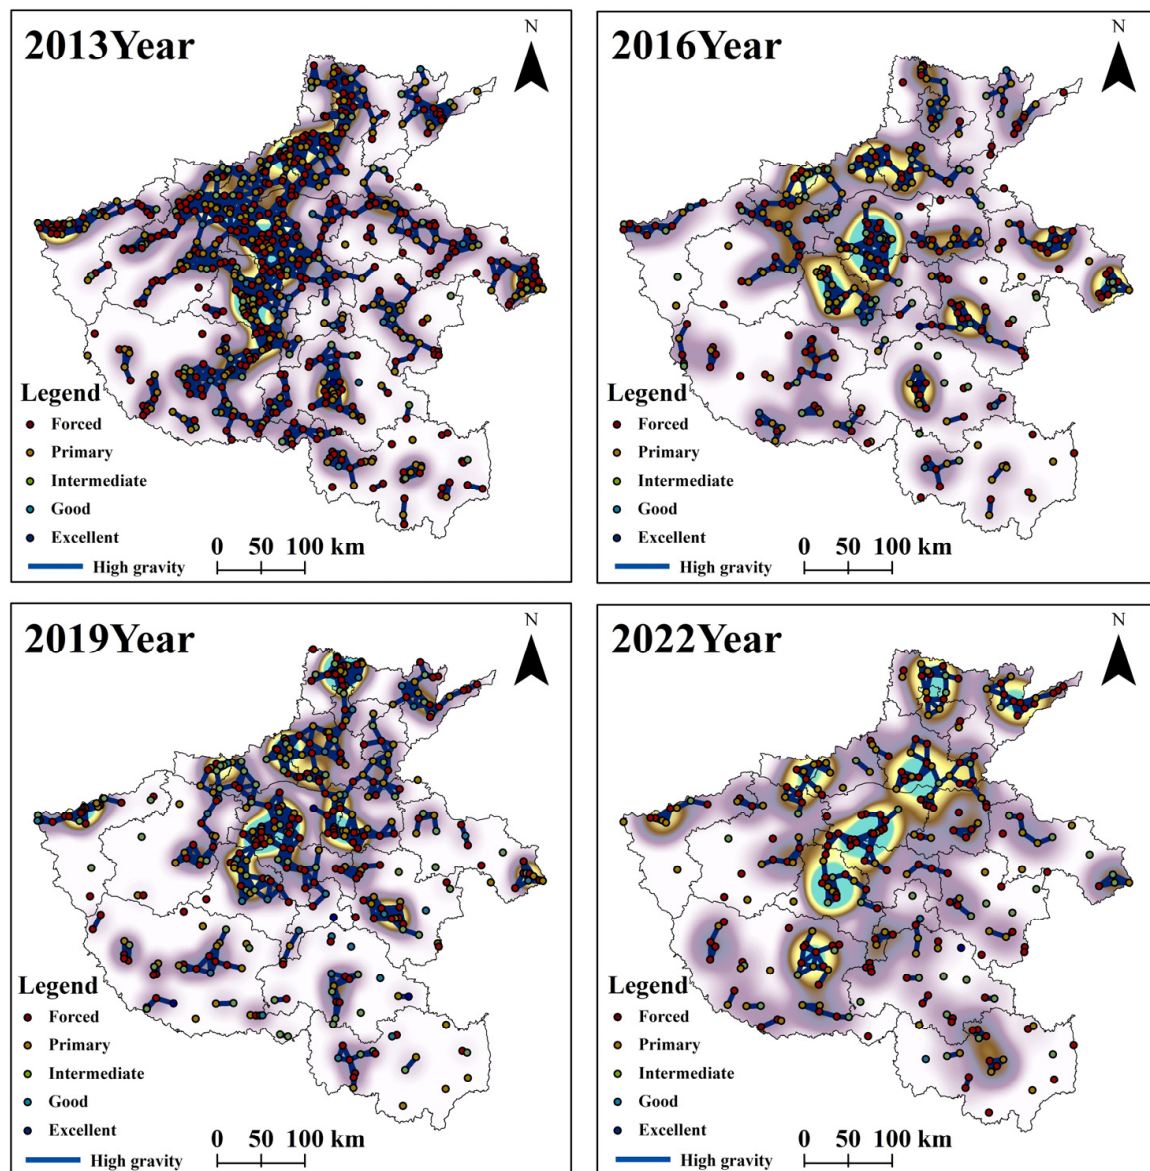 2013Year
N
Legend
Forced
Primary
Intermediate
Good
Excellent
High gravity
0 50 100 km
2016Year
N
Legend
Forced
Primary
Intermediate
Good
Excellent
High gravity
0 50 100 km
2019Year
N
Legend
Forced
Primary
Intermediate
Good
Excellent
High gravity
0 50 100 km
2022Year
N
Legend
Forced
Primary
Intermediate
Good
Excellent
High gravity
0 50 100 km